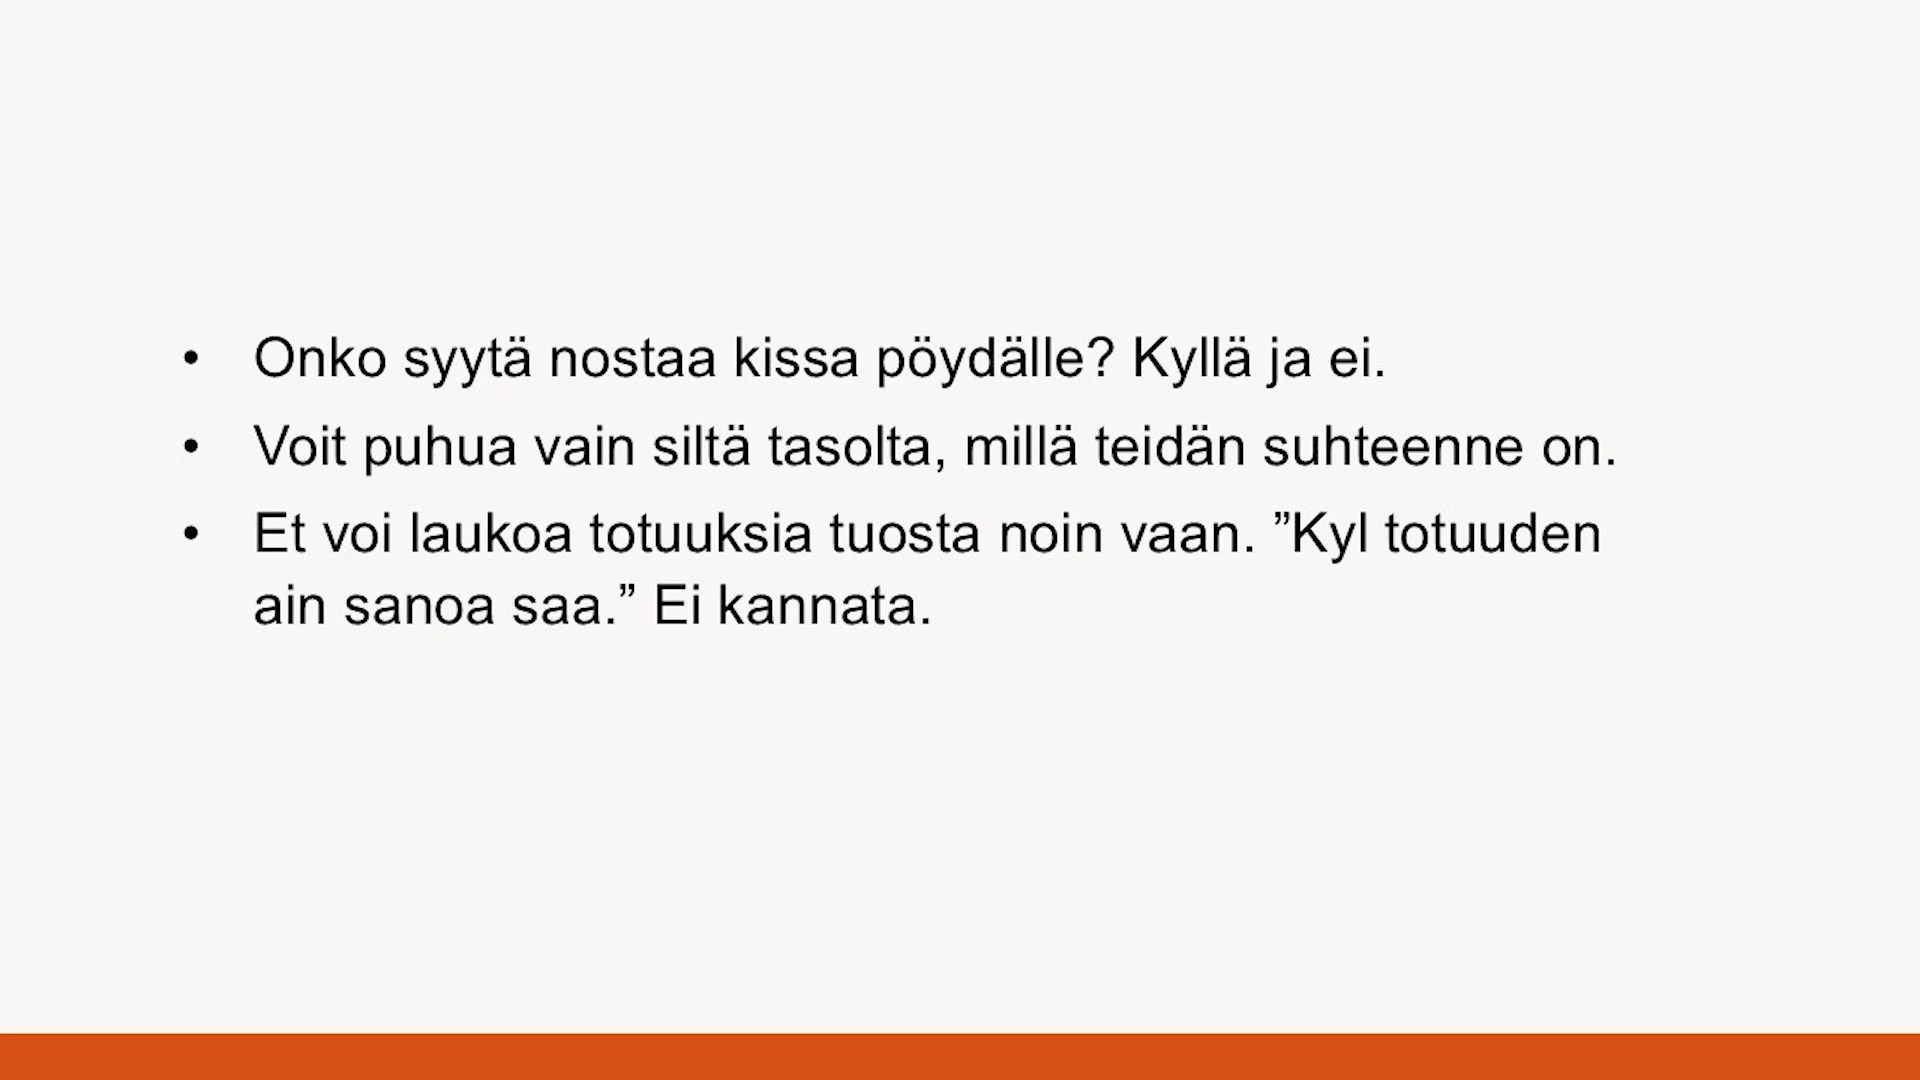 • Onko syytä nostaa kissa pöydälle? Kyllä ja ei.
• Voit puhua vain siltä tasolta, millä teidän suhteenne on.
• Et voi laukoa totuuksia tuosta noin vaan. ”Kyl totuuden
ain sanoa saa.” Ei kannata.